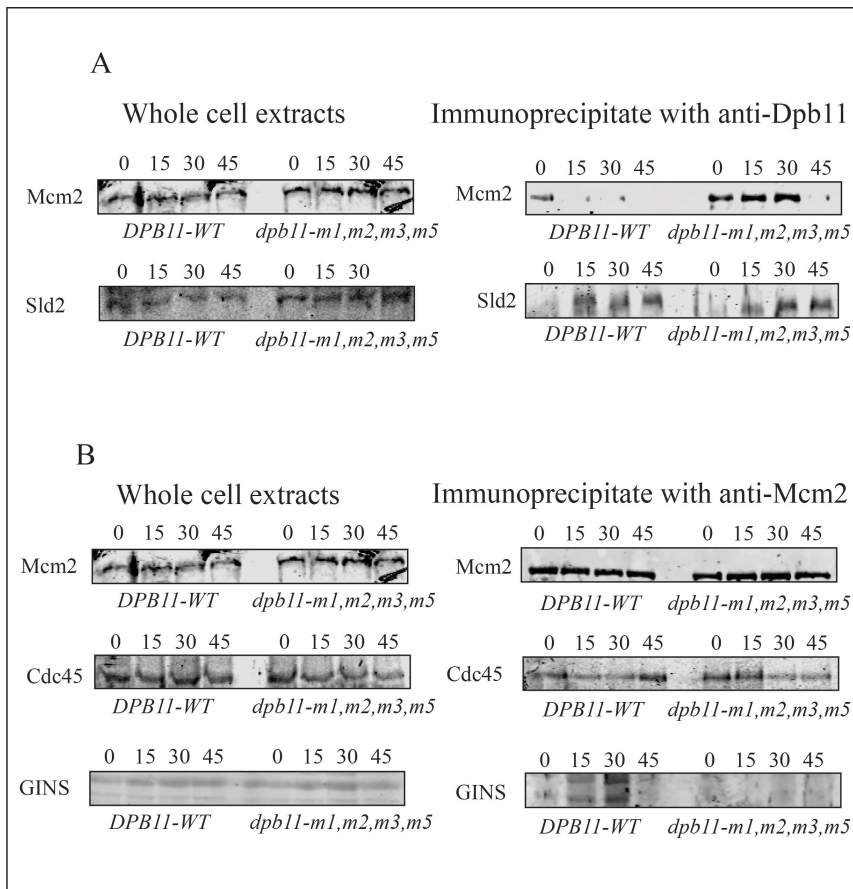 A
Whole cell extracts
Immunoprecipitate with anti-Dpb11
0 15 30 45 0 15 30 45
Mcm2
DPB11-WT dpb11-m1,m2,m3,m5
0 15 30 45 0 15 30
Sld2
DPB11-WT dpb11-m1,m2,m3,m5
0 15 30 45 0 15 30 45
Mcm2
DPB11-WT dpb11-m1,m2,m3,m5
0 15 30 45 0 15 30 45
Sld2
DPB11-WT dpb11-m1,m2,m3,m5
B
Whole cell extracts
Immunoprecipitate with anti-Mcm2
0 15 30 45 0 15 30 45
Mcm2
DPB11-WT dpb11-m1,m2,m3,m5
0 15 30 45 0 15 30 45
Cdc45
DPB11-WT dpb11-m1,m2,m3,m5
0 15 30 45 0 15 30 45
GINS
DPB11-WT dpb11-m1,m2,m3,m5
0 15 30 45 0 15 30 45
Mcm2
DPB11-WT dpb11-m1,m2,m3,m5
0 15 30 45 0 15 30 45
Cdc45
DPB11-WT dpb11-m1,m2,m3,m5
0 15 30 45 0 15 30 45
GINS
DPB11-WT dpb11-m1,m2,m3,m5